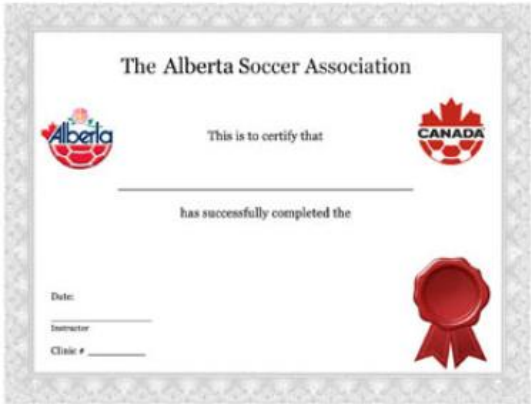 The Alberta Soccer Association
Alberta
CANADA
This is to certify that
has successfully completed the
Date:
Instructor
Clinic #